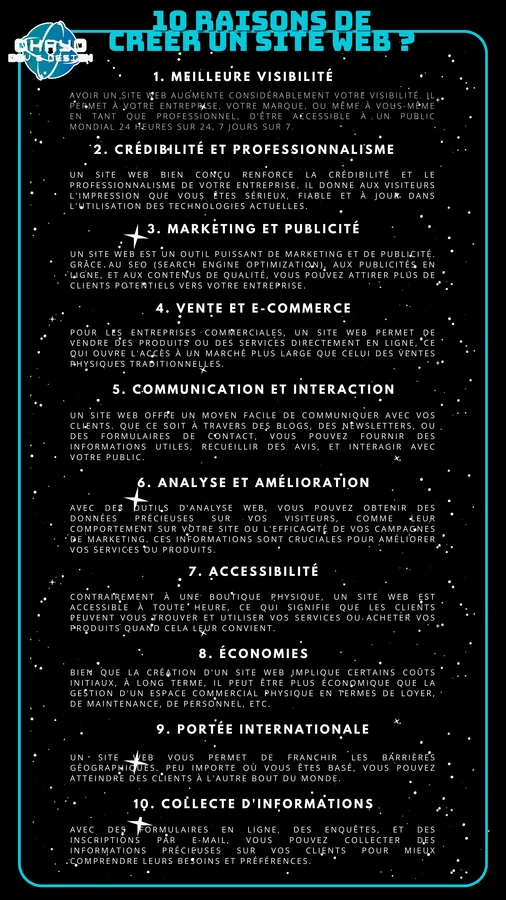 10 RAISONS DE
CRÉER UN SITE WEB ?
OHAYO
DEV & DESIGN
1. MEILLEURE VISIBILITÉ
AVOIR UN SITE WEB AUGMENTE CONSIDÉRABLEMENT VOTRE VISIBILITÉ. IL
PERMET À VOTRE ENTREPRISE, VOTRE MARQUE, OU MÊME À VOUS-MÊME
EN TANT QUE PROFESSIONNEL, D'ÊTRE ACCESSIBLE À UN PUBLIC
MONDIAL 24 HEURES SUR 24, 7 JOURS SUR 7.
2. CRÉDIBILITÉ ET PROFESSIONNALISME
UN SITE WEB BIEN CONÇU RENFORCE LA CRÉDIBILITÉ ET LE
PROFESSIONNALISME DE VOTRE ENTREPRISE. IL DONNE AUX VISITEURS
L'IMPRESSION QUE VOUS ÊTES SÉRIEUX, FIABLE ET À JOUR DANS
L'UTILISATION DES TECHNOLOGIES ACTUELLES.
3. MARKETING ET PUBLICITÉ
UN SITE WEB EST UN OUTIL PUISSANT DE MARKETING ET DE PUBLICITÉ.
GRÂCE AU SEO (SEARCH ENGINE OPTIMIZATION), AUX PUBLICITÉS EN
LIGNE, ET AUX CONTENUS DE QUALITÉ, VOUS POUVEZ ATTIRER PLUS DE
CLIENTS POTENTIELS VERS VOTRE ENTREPRISE.
4. VENTE ET E-COMMERCE
POUR LES ENTREPRISES COMMERCIALES, UN SITE WEB PERMET DE
VENDRE DES PRODUITS OU DES SERVICES DIRECTEMENT EN LIGNE, CE
QUI OUVRE L'ACCÈS À UN MARCHÉ PLUS LARGE QUE CELUI DES VENTES
PHYSIQUES TRADITIONNELLES.
5. COMMUNICATION ET INTERACTION
UN SITE WEB OFFRE UN MOYEN FACILE DE COMMUNIQUER AVEC VOS
CLIENTS. QUE CE SOIT À TRAVERS DES BLOGS, DES NEWSLETTERS, OU
DES FORMULAIRES DE CONTACT, VOUS POUVEZ FOURNIR DES
INFORMATIONS UTILES, RECUEILLIR DES AVIS, ET INTERAGIR AVEC
VOTRE PUBLIC.
6. ANALYSE ET AMÉLIORATION
AVEC DES OUTILS D'ANALYSE WEB, VOUS POUVEZ OBTENIR DES
DONNÉES PRÉCIEUSES SUR VOS VISITEURS, COMME LEUR
COMPORTEMENT SUR VOTRE SITE OU L'EFFICACITÉ DE VOS CAMPAGNES
DE MARKETING. CES INFORMATIONS SONT CRUCIALES POUR AMÉLIORER
VOS SERVICES OU PRODUITS.
7. ACCESSIBILITÉ
CONTRAIREMENT À UNE BOUTIQUE PHYSIQUE, UN SITE WEB EST
ACCESSIBLE À TOUTE HEURE, CE QUI SIGNIFIE QUE LES CLIENTS
PEUVENT VOUS TROUVER ET UTILISER VOS SERVICES OU ACHETER VOS
PRODUITS QUAND CELA LEUR CONVIENT.
8. ÉCONOMIES
BIEN QUE LA CRÉATION D'UN SITE WEB IMPLIQUE CERTAINS COÛTS
INITIAUX, À LONG TERME, IL PEUT ÊTRE PLUS ÉCONOMIQUE QUE LA
GESTION D'UN ESPACE COMMERCIAL PHYSIQUE EN TERMES DE LOYER,
DE MAINTENANCE, DE PERSONNEL, ETC.
9. PORTÉE INTERNATIONALE
UN SITE WEB VOUS PERMET DE FRANCHIR LES BARRIÈRES
GÉOGRAPHIQUES. PEU IMPORTE OÙ VOUS ÊTES BASÉ, VOUS POUVEZ
ATTEINDRE DES CLIENTS À L'AUTRE BOUT DU MONDE.
10. COLLECTE D'INFORMATIONS
AVEC DES FORMULAIRES EN LIGNE, DES ENQUÊTES, ET DES
INSCRIPTIONS PAR E-MAIL, VOUS POUVEZ COLLECTER DES
INFORMATIONS PRÉCIEUSES SUR VOS CLIENTS POUR MIEUX
COMPRENDRE LEURS BESOINS ET PRÉFÉRENCES.